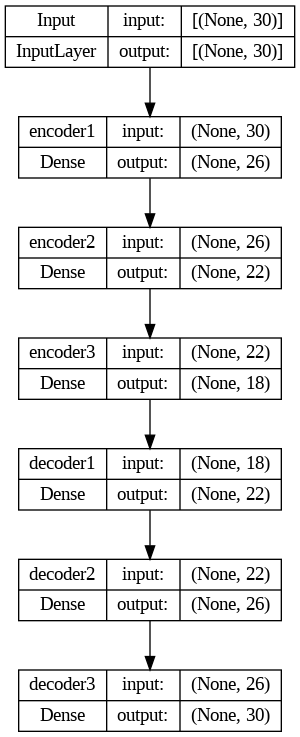 Input input: [(None, 30)]
InputLayer output: [(None, 30)]
encoder1 input: (None, 30)
Dense output: (None, 26)
encoder2 input: (None, 26)
Dense output: (None, 22)
encoder3 input: (None, 22)
Dense output: (None, 18)
decoder1 input: (None, 18)
Dense output: (None, 22)
decoder2 input: (None, 22)
Dense output: (None, 26)
decoder3 input: (None, 26)
Dense output: (None, 30)